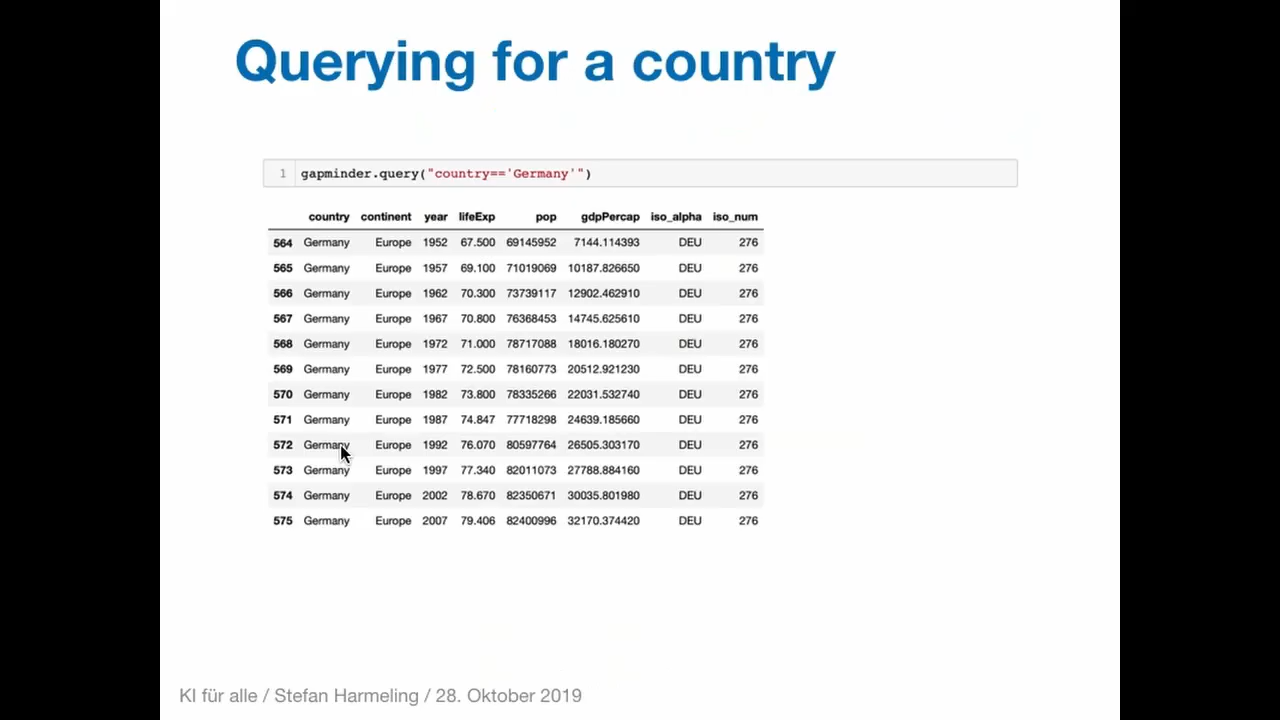 Querying for a country
1 gapminder.query("country=='Germany'")
country continent year lifeExp pop gdpPercap iso_alpha iso_num
564 Germany Europe 1952 67.500 69145952 7144.114393 DEU 276
565 Germany Europe 1957 69.100 71019069 10187.826650 DEU 276
566 Germany Europe 1962 70.300 73739117 12902.462910 DEU 276
567 Germany Europe 1967 70.800 76368453 14745.625610 DEU 276
568 Germany Europe 1972 71.000 78717088 18016.180270 DEU 276
569 Germany Europe 1977 72.500 78160773 20512.921230 DEU 276
570 Germany Europe 1982 73.800 78335266 22031.532740 DEU 276
571 Germany Europe 1987 74.847 77718298 24639.185660 DEU 276
572 Germany Europe 1992 76.070 80597764 26505.303170 DEU 276
573 Germany Europe 1997 77.340 82011073 27788.884160 DEU 276
574 Germany Europe 2002 78.670 82350671 30035.801980 DEU 276
575 Germany Europe 2007 79.406 82400996 32170.374420 DEU 276
KI für alle / Stefan Harmeling / 28. Oktober 2019